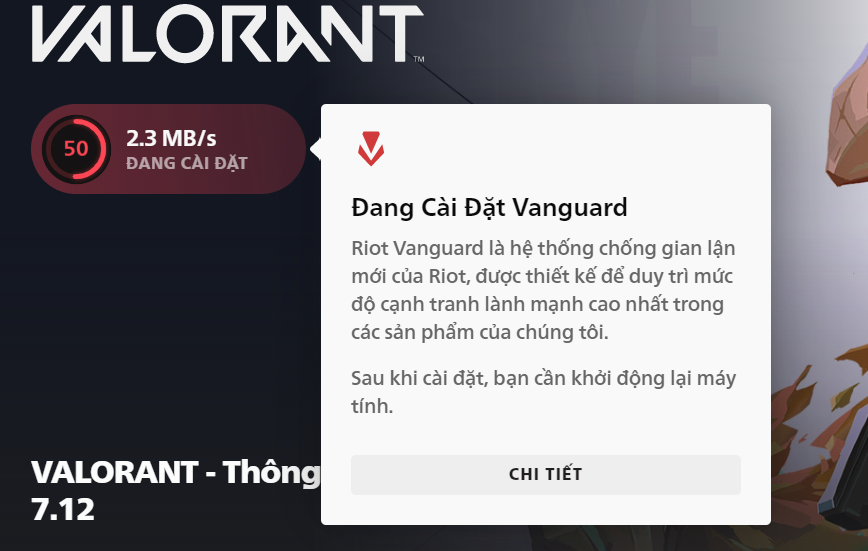 VALORANT™
50
2.3 MB/s
ĐANG CÀI ĐẶT
Đang Cài Đặt Vanguard
Riot Vanguard là hệ thống chống gian lận
mới của Riot, được thiết kế để duy trì mức
độ cạnh tranh lành mạnh cao nhất trong
các sản phẩm của chúng tôi.
Sau khi cài đặt, bạn cần khởi động lại máy
tính.
CHI TIẾT
VALORANT - Thông
7.12